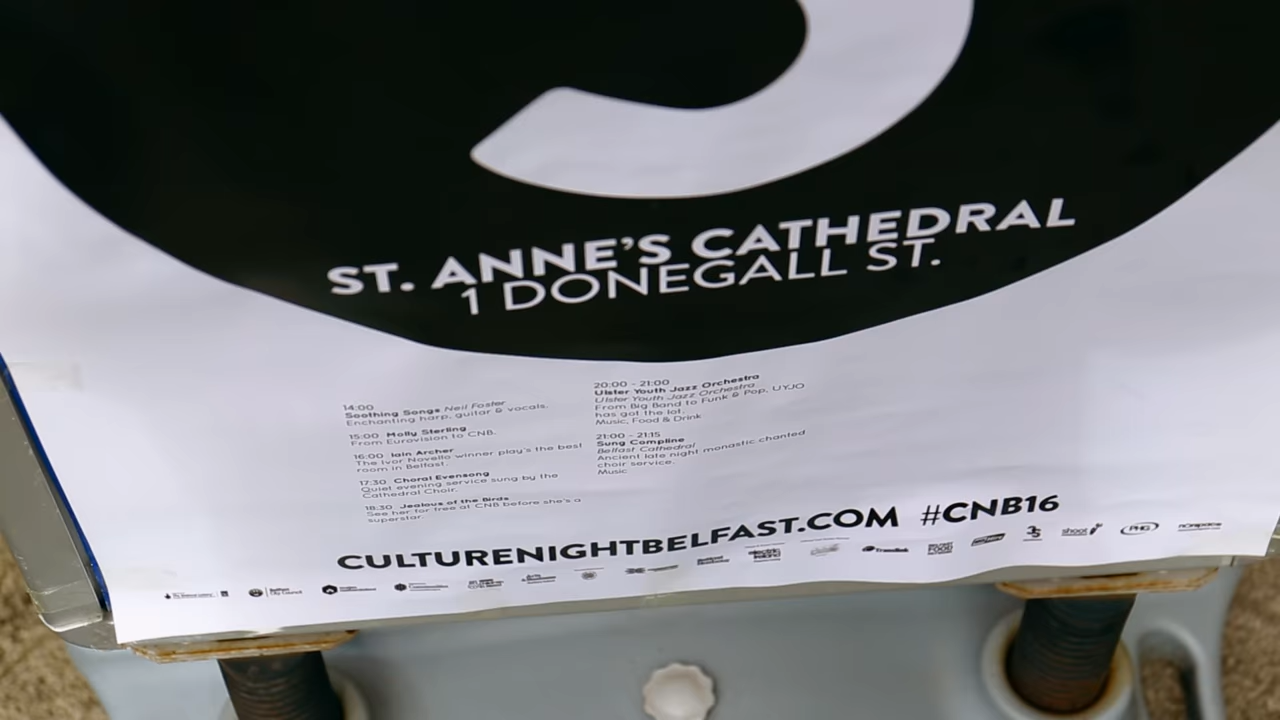 ST. ANNE'S CATHEDRAL
1 DONEGALL ST.
14:00
Soothing Songs Neil Foster
Enchanting harp, guitar & vocals.
15:00 Molly Sterling
From Eurovision to CNB.
16:00 Iain Archer
The Ivor Novello winner play's the best
room in Belfast.
17:30 Choral Evensong
Quiet evening service sung by the
Cathedral Choir.
18:30 Jealous of the Birds
See her for free at CNB before she's a
superstar.
20:00 - 21:00
Ulster Youth Jazz Orchestra
Ulster Youth Jazz Orchestra
From Big Band to Funk & Pop, UYJO
has got the lot.
Music, Food & Drink
21:00 - 21:15
Sung Compline
Belfast Cathedral
Ancient late night monastic chanted
choir service.
Music
CULTURENIGHTBELFAST.COM #CNB16
Translink
shoot
PHG